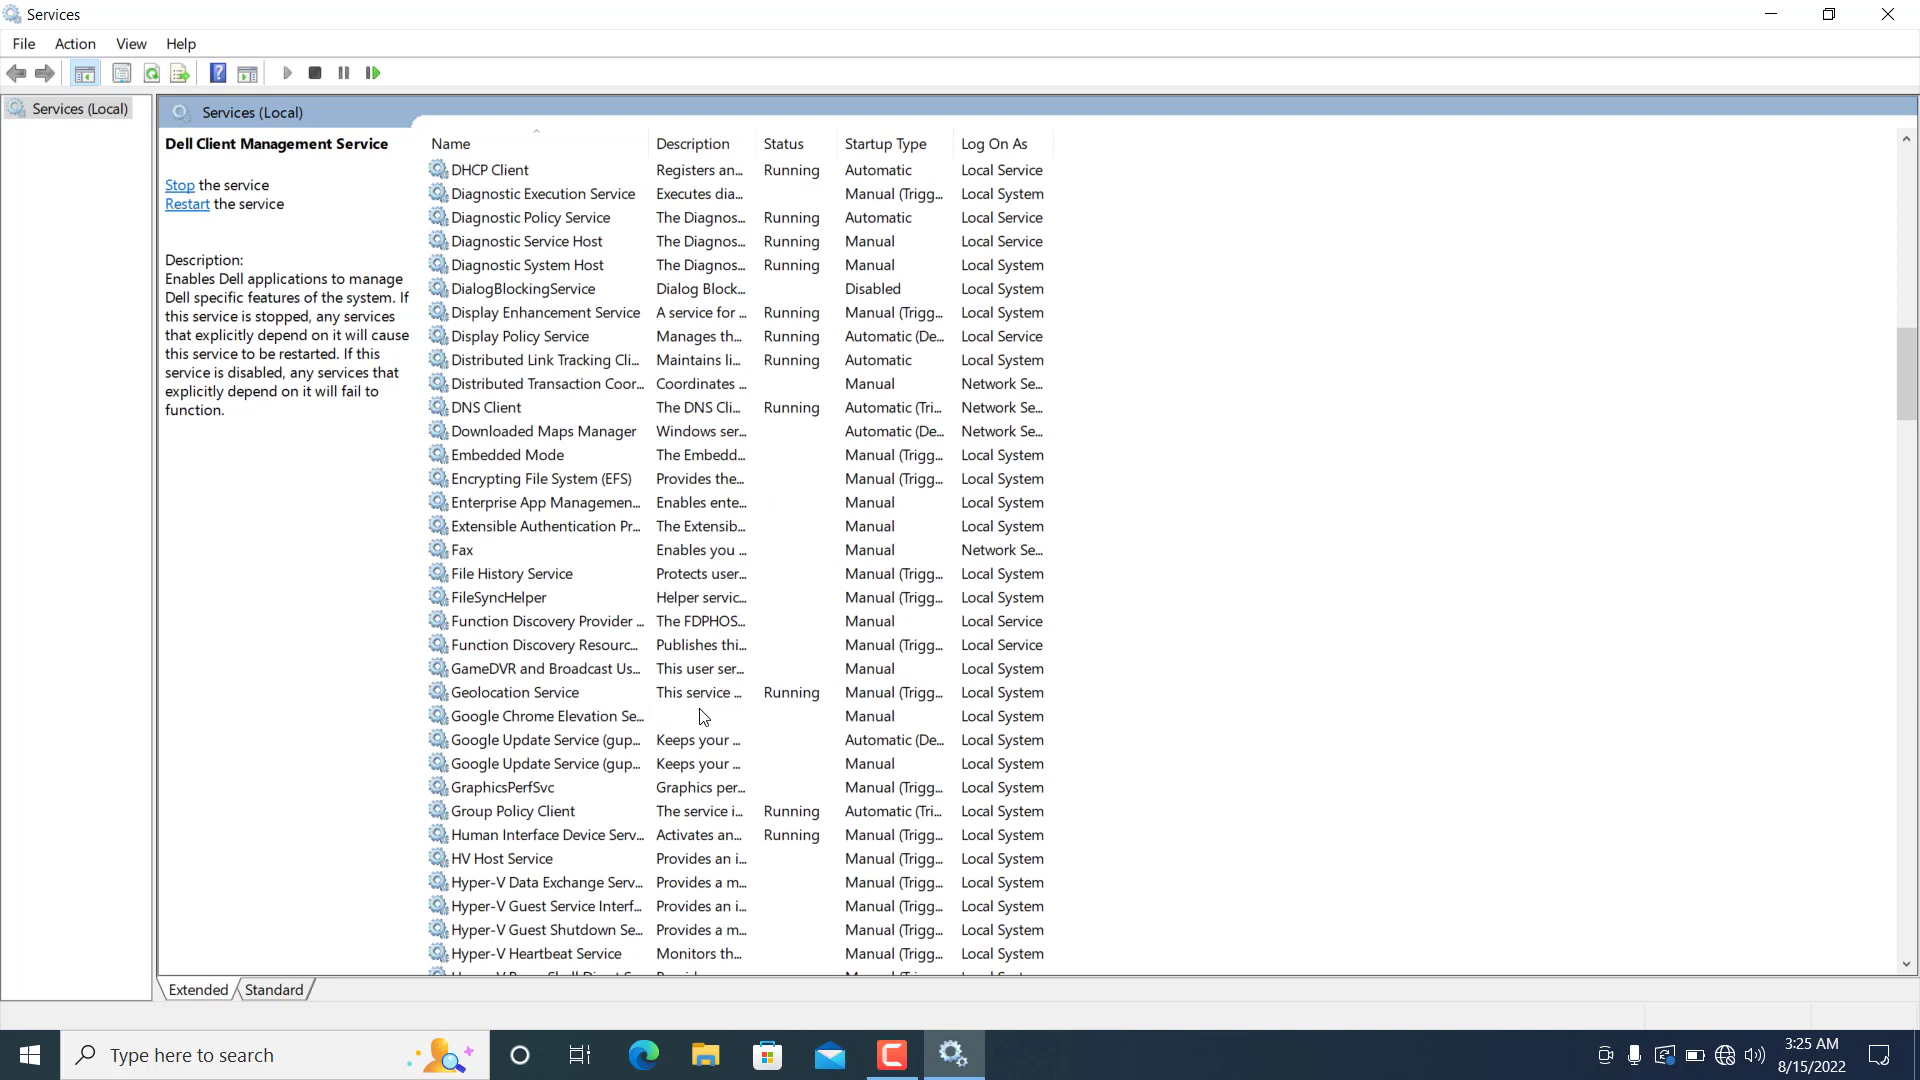 Services
File Action View Help
Services (Local)
Services (Local)
Dell Client Management Service
Stop the service
Restart the service
Description:
Enables Dell applications to manage
Dell specific features of the system. If
this service is stopped, any services
that explicitly depend on it will cause
this service to be restarted. If this
service is disabled, any services that
explicitly depend on it will fail to
function.
Name Description Status Startup Type Log On As
DHCP Client Registers an... Running Automatic Local Service
Diagnostic Execution Service Executes dia... Manual (Trigg... Local System
Diagnostic Policy Service The Diagnos... Running Automatic Local Service
Diagnostic Service Host The Diagnos... Running Manual Local Service
Diagnostic System Host The Diagnos... Running Manual Local System
DialogBlockingService Dialog Block... Disabled Local System
Display Enhancement Service A service for ... Running Manual (Trigg... Local System
Display Policy Service Manages th... Running Automatic (De... Local Service
Distributed Link Tracking Cli... Maintains li... Running Automatic Local System
Distributed Transaction Coor... Coordinates ... Manual Network Se...
DNS Client The DNS Cli... Running Automatic (Tri... Network Se...
Downloaded Maps Manager Windows ser... Automatic (De... Network Se...
Embedded Mode The Embedd... Manual (Trigg... Local System
Encrypting File System (EFS) Provides the... Manual (Trigg... Local System
Enterprise App Managemen... Enables ente... Manual Local System
Extensible Authentication Pr... The Extensib... Manual Local System
Fax Enables you ... Manual Network Se...
File History Service Protects user... Manual (Trigg... Local System
FileSyncHelper Helper servic... Manual (Trigg... Local System
Function Discovery Provider ... The FDPHOS... Manual Local Service
Function Discovery Resourc... Publishes thi... Manual (Trigg... Local Service
GameDVR and Broadcast Us... This user ser... Manual Local System
Geolocation Service This service ... Running Manual (Trigg... Local System
Google Chrome Elevation Se... Manual Local System
Google Update Service (gup... Keeps your ... Automatic (De... Local System
Google Update Service (gup... Keeps your ... Manual Local System
GraphicsPerfSvc Graphics per... Manual (Trigg... Local System
Group Policy Client The service i... Running Automatic (Tri... Local System
Human Interface Device Serv... Activates an... Running Manual (Trigg... Local System
HV Host Service Provides an i... Manual (Trigg... Local System
Hyper-V Data Exchange Serv... Provides a m... Manual (Trigg... Local System
Hyper-V Guest Service Interf... Provides an i... Manual (Trigg... Local System
Hyper-V Guest Shutdown Se... Provides a m... Manual (Trigg... Local System
Hyper-V Heartbeat Service Monitors th... Manual (Trigg... Local System
Extended Standard
Type here to search
3:25 AM
8/15/2022